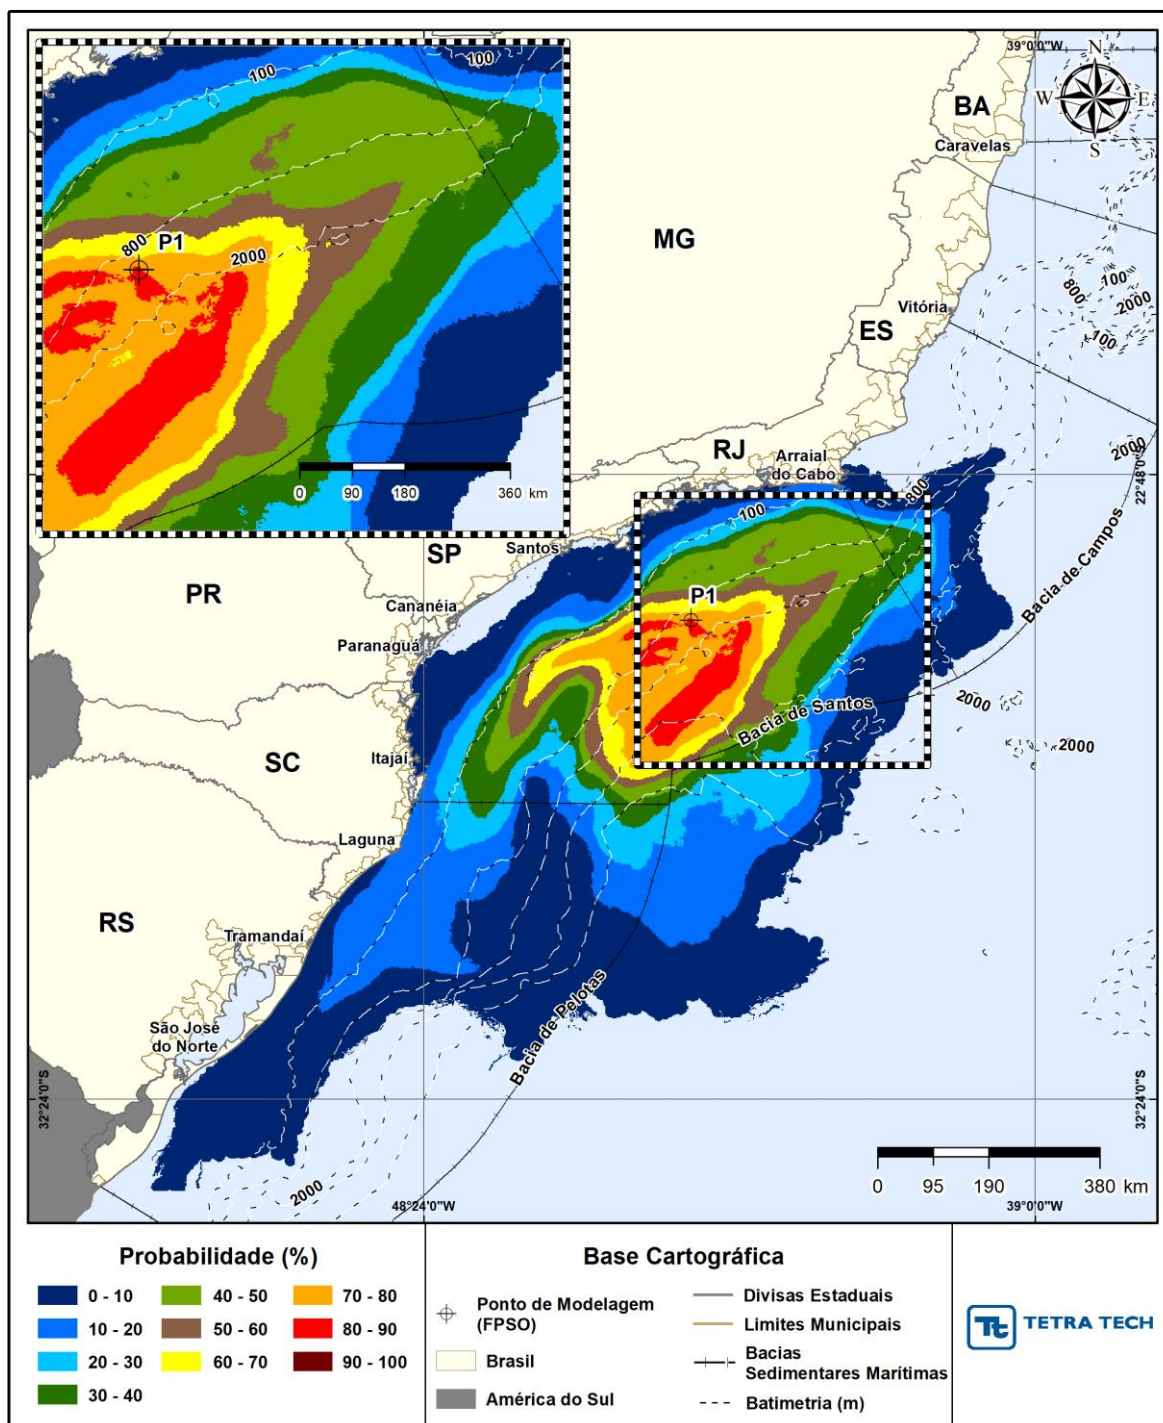 100
100
800
P1
2000
0 90 180 360 km
39°0'0"W
N
W E
S
BA
Caravelas
MG
Vitória
ES
800
100
2000
100
RJ
Arraial
do Cabo
2000
22°48'0"S
800
100
Bacia de Campos
SP
Santos
PR
Cananéia
P1
Paranaguá
Bacia de Santos
2000
2000
SC
Itajaí
Laguna
RS
Tramandaí
Bacia de Pelotas
São José
do Norte
32°24'0"S
32°24'0"S
2000
0 95 190 380 km
48°24'0"W
39°0'0"W
Probabilidade (%)
0 - 10
10 - 20
20 - 30
30 - 40
40 - 50
50 - 60
60 - 70
70 - 80
80 - 90
90 - 100
Base Cartográfica
Ponto de Modelagem
(FPSO)
Brasil
América do Sul
Divisas Estaduais
Limites Municipais
Bacias
Sedimentares Marítimas
Batimetria (m)
Tt TETRA TECH